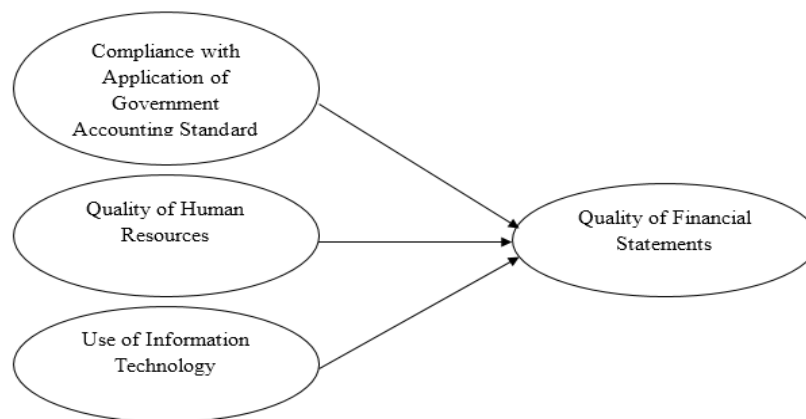 Compliance with
Application of
Government
Accounting Standard
Quality of Human
Resources
Use of Information
Technology
Quality of Financial
Statements